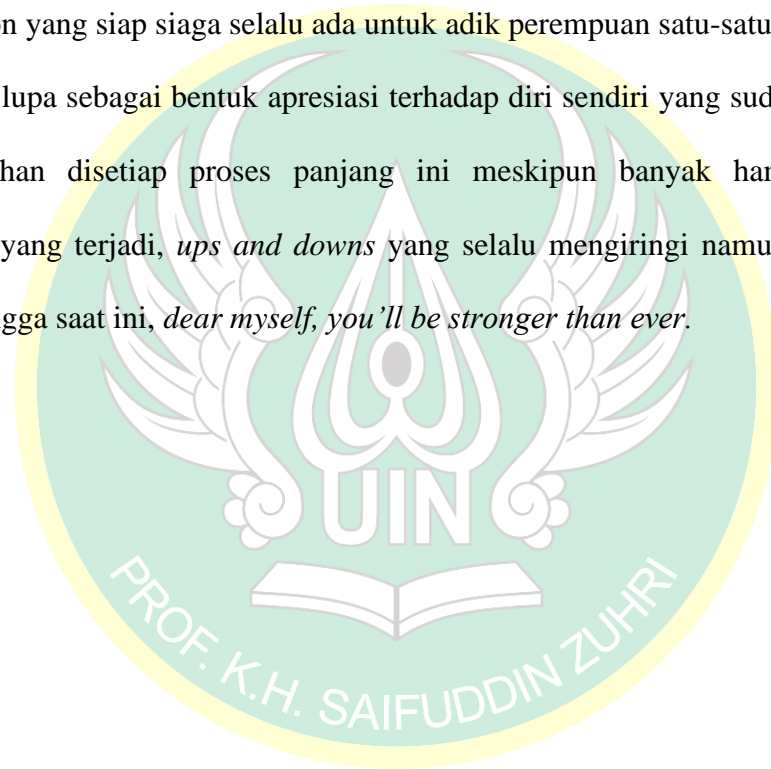 yang siap siaga selalu ada untuk adik perempuan satu-satu
lupa sebagai bentuk apresiasi terhadap diri sendiri yang sud
han disetiap proses panjang ini meskipun banyak har
yang terjadi, ups and downs yang selalu mengiringi namu
gga saat ini, dear myself, you’ll be stronger than ever.
UIN
PROF. K.H. SAIFUDDIN ZUHRI